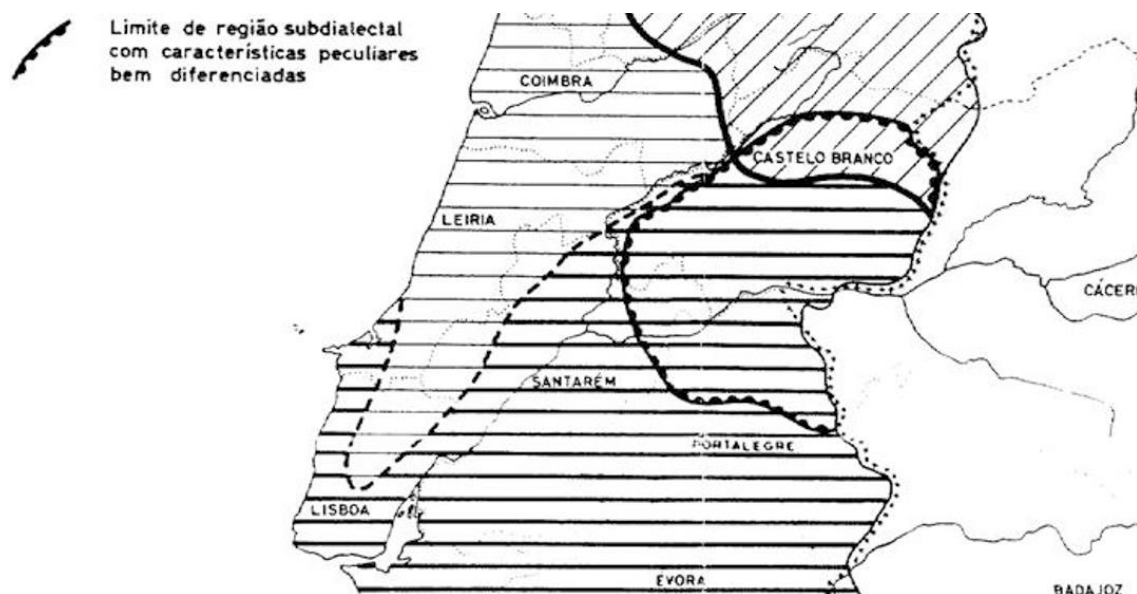 Limite de região subdialectal
com características peculiares
bem diferenciadas
COIMBRA
CASTELO BRANCO
LEIRIA
CÁCER
SANTARÉM
PORTALEGRE
LISBOA
ÉVORA
BADAJOZ